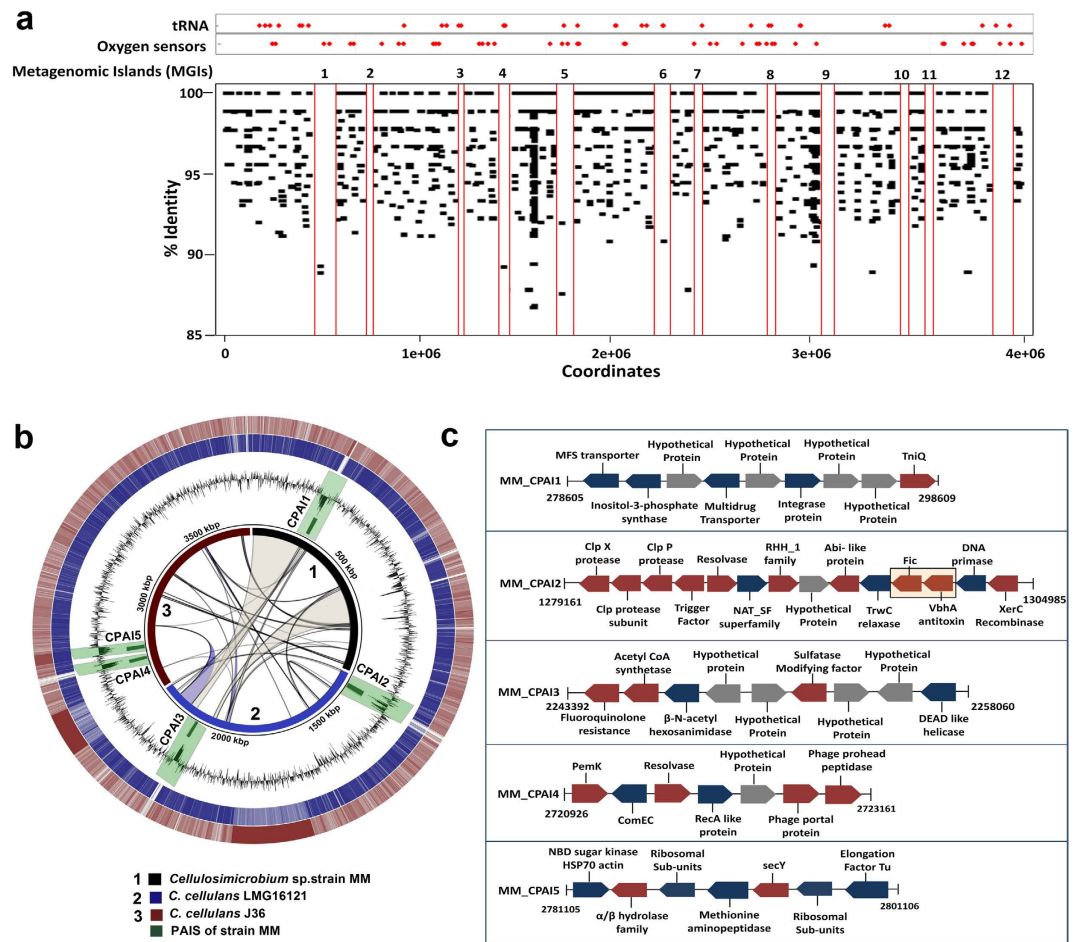 a
tRNA
Oxygen sensors
Metagenomic Islands (MGIs)
1 2 3 4 5 6 7 8 9 10 11 12
100
95
90
85
% Identity
0 1e+06 2e+06 3e+06 4e+06
Coordinates
b
CPAI1
CPAI2
CPAI3
CPAI4
CPAI5
500 kbp
1500 kbp
2000 kbp
3000 kbp
3500 kbp
1
2
3
1 Cellulosimicrobium sp.strain MM
2 C. cellulans LMG16121
3 C. cellulans J36
PAIS of strain MM
c
MM_CPAI1
278605
298609
MFS transporter
Inositol-3-phosphate
synthase
Hypothetical
Protein
Multidrug
Transporter
Hypothetical
Protein
Integrase
protein
Hypothetical
Protein
Hypothetical
Protein
TniQ
MM_CPAI2
1279161
1304985
Clp X
protease
Clp protease
subunit
Clp P
protease
Trigger
Factor
Resolvase
NAT_SF
superfamily
RHH_1
family
Hypothetical
Protein
Abi- like
protein
TrwC
relaxase
Fic
VbhA
antitoxin
DNA
primase
XerC
Recombinase
MM_CPAI3
2243392
2258060
Fluoroquinolone
resistance
Acetyl CoA
synthetase
β-N-acetyl
hexosanimidase
Hypothetical
protein
Hypothetical
Protein
Sulfatase
Modifying factor
Hypothetical
Protein
Hypothetical
Protein
DEAD like
helicase
MM_CPAI4
2720926
2723161
PemK
ComEC
Resolvase
RecA like
protein
Hypothetical
Protein
Phage portal
protein
Phage prohead
peptidase
MM_CPAI5
2781105
2801106
NBD sugar kinase
HSP70 actin
α/β hydrolase
family
Ribosomal
Sub-units
Methionine
aminopeptidase
secY
Ribosomal
Sub-units
Elongation
Factor Tu